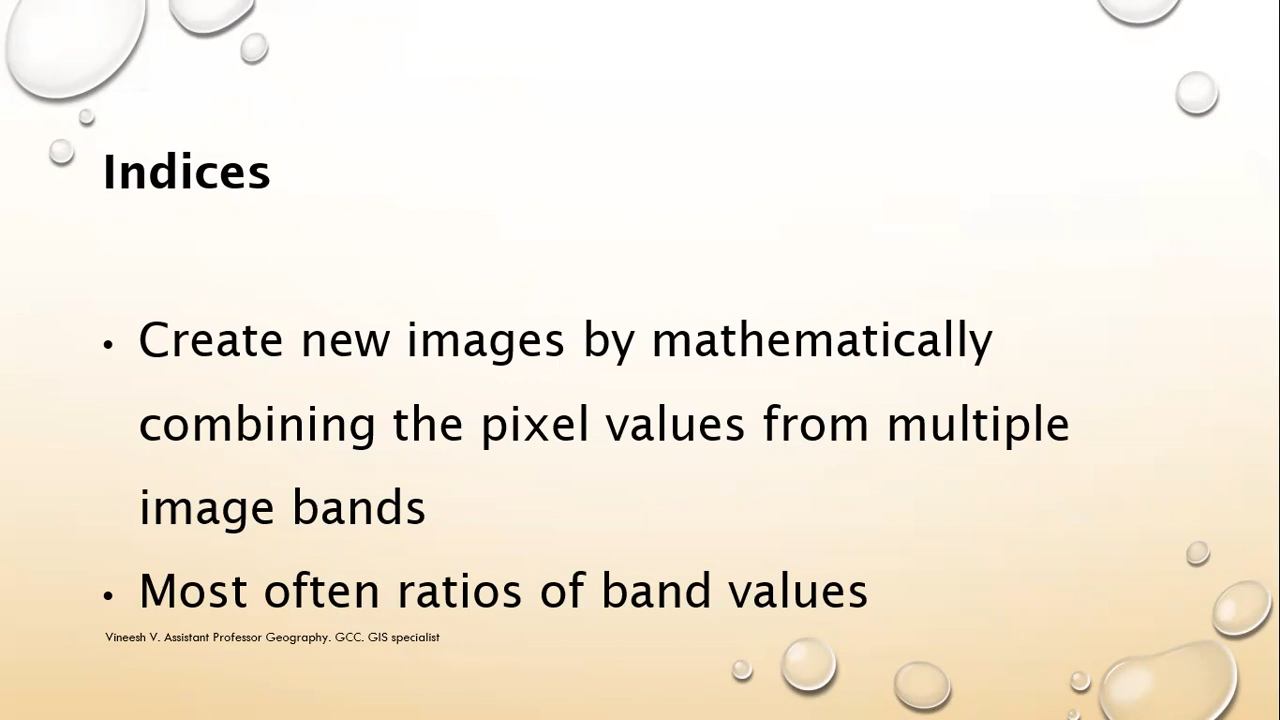 Indices
• Create new images by mathematically
combining the pixel values from multiple
image bands
• Most often ratios of band values
Vineesh V. Assistant Professor Geography. GCC. GIS specialist